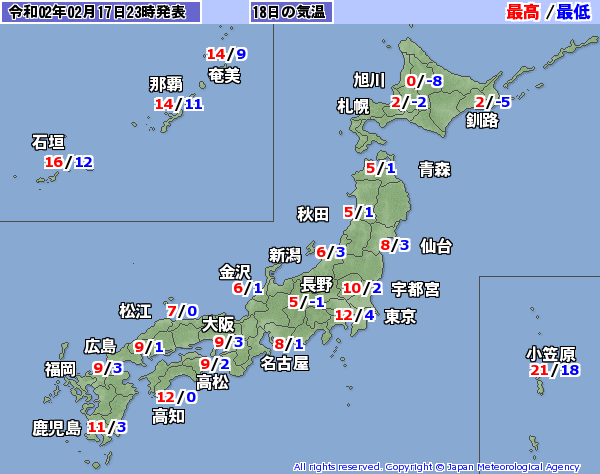 令和02年02月17日23時発表 18日の気温 最高/最低
14/9
奄美
那覇
14/11
石垣
16/12
旭川
0/-8
札幌
2/-2
2/-5
釧路
5/1
青森
秋田
5/1
8/3
仙台
新潟
6/3
金沢
6/1
長野
5/-1
10/2
宇都宮
12/4
東京
松江
7/0
大阪
9/3
8/1
名古屋
広島
9/1
福岡
9/3
9/2
高松
12/0
高知
鹿児島
11/3
小笠原
21/18
All rights reserved. Copyright © Japan Meteorological Agency